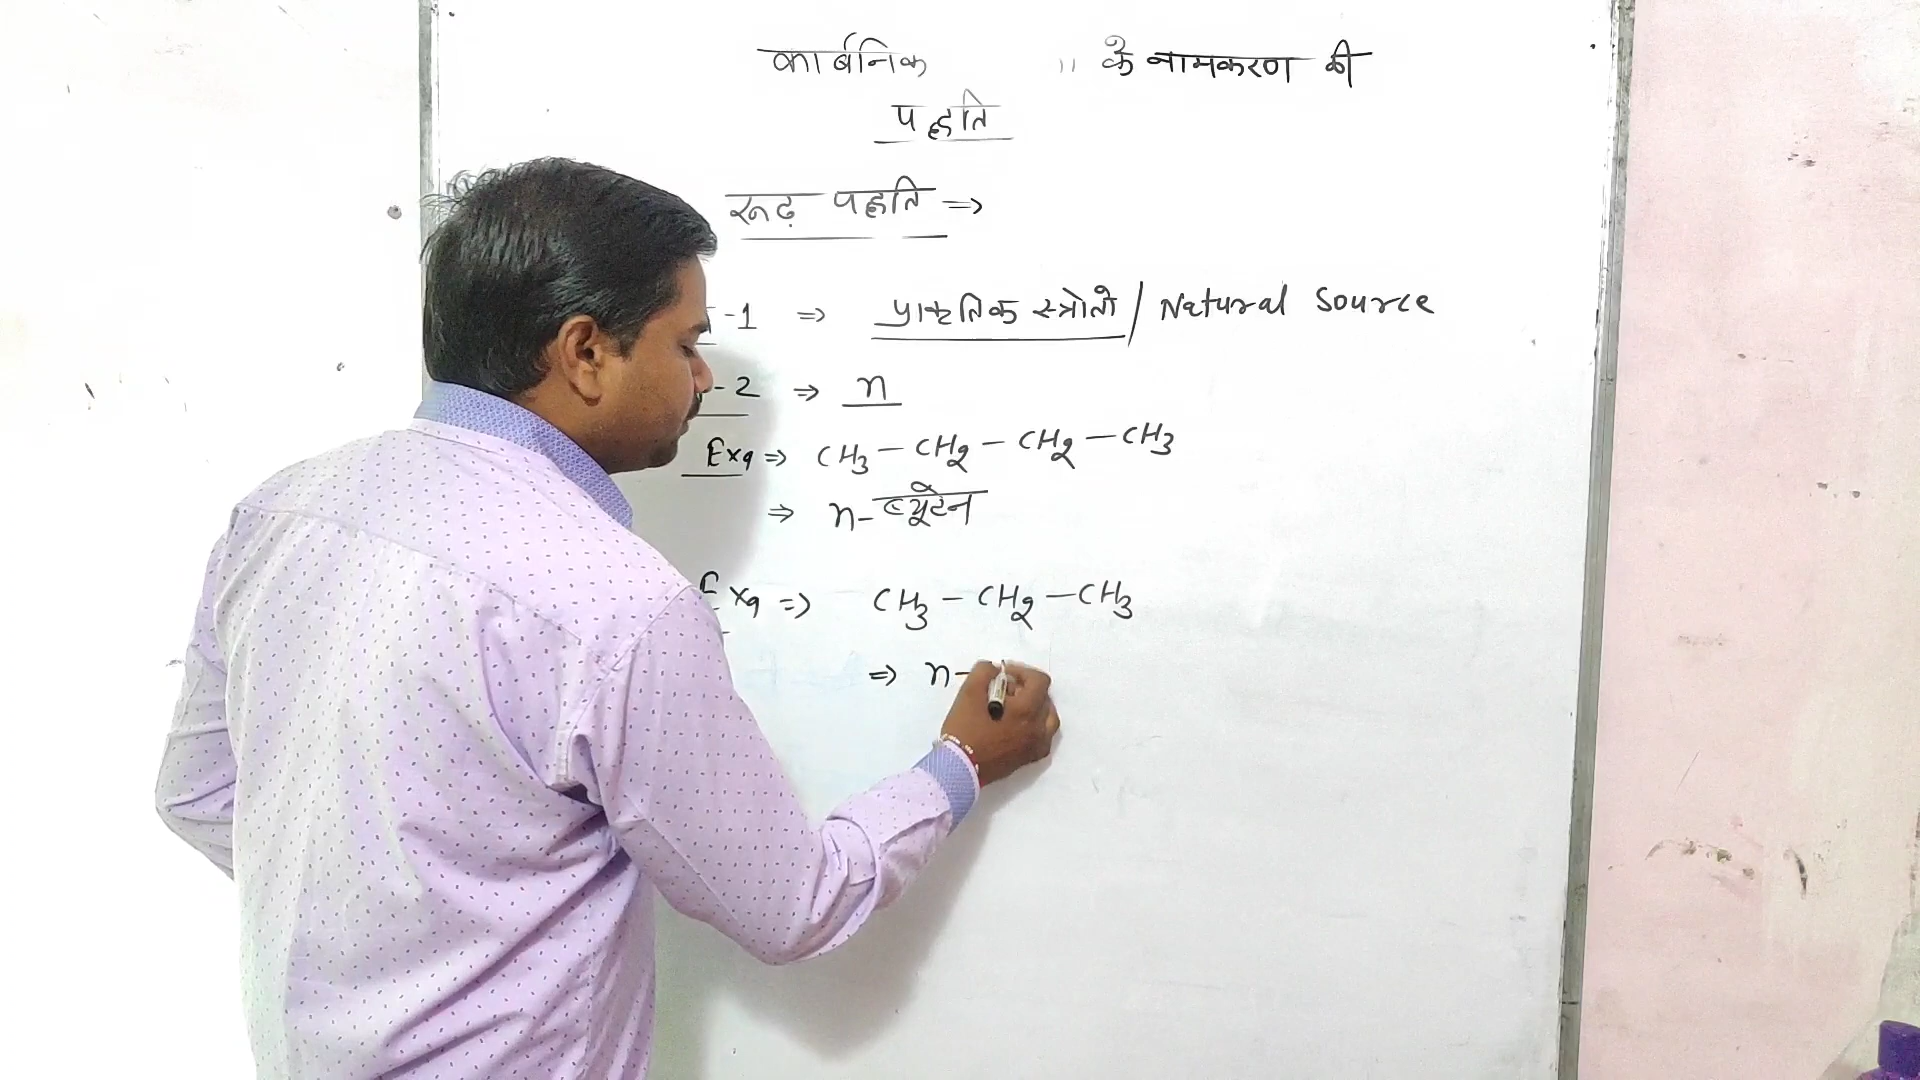 कार्बनिक के नामकरण की
पद्धति
रूढ़ पद्धति ⇒
-1 ⇒ प्राकृतिक स्त्रोतो / Natural Source
-2 ⇒ n
Exq ⇒ CH3 - CH2 - CH2 - CH3
⇒ n-ब्यूटेन
Exq ⇒ CH3 - CH2 - CH3
⇒ n-